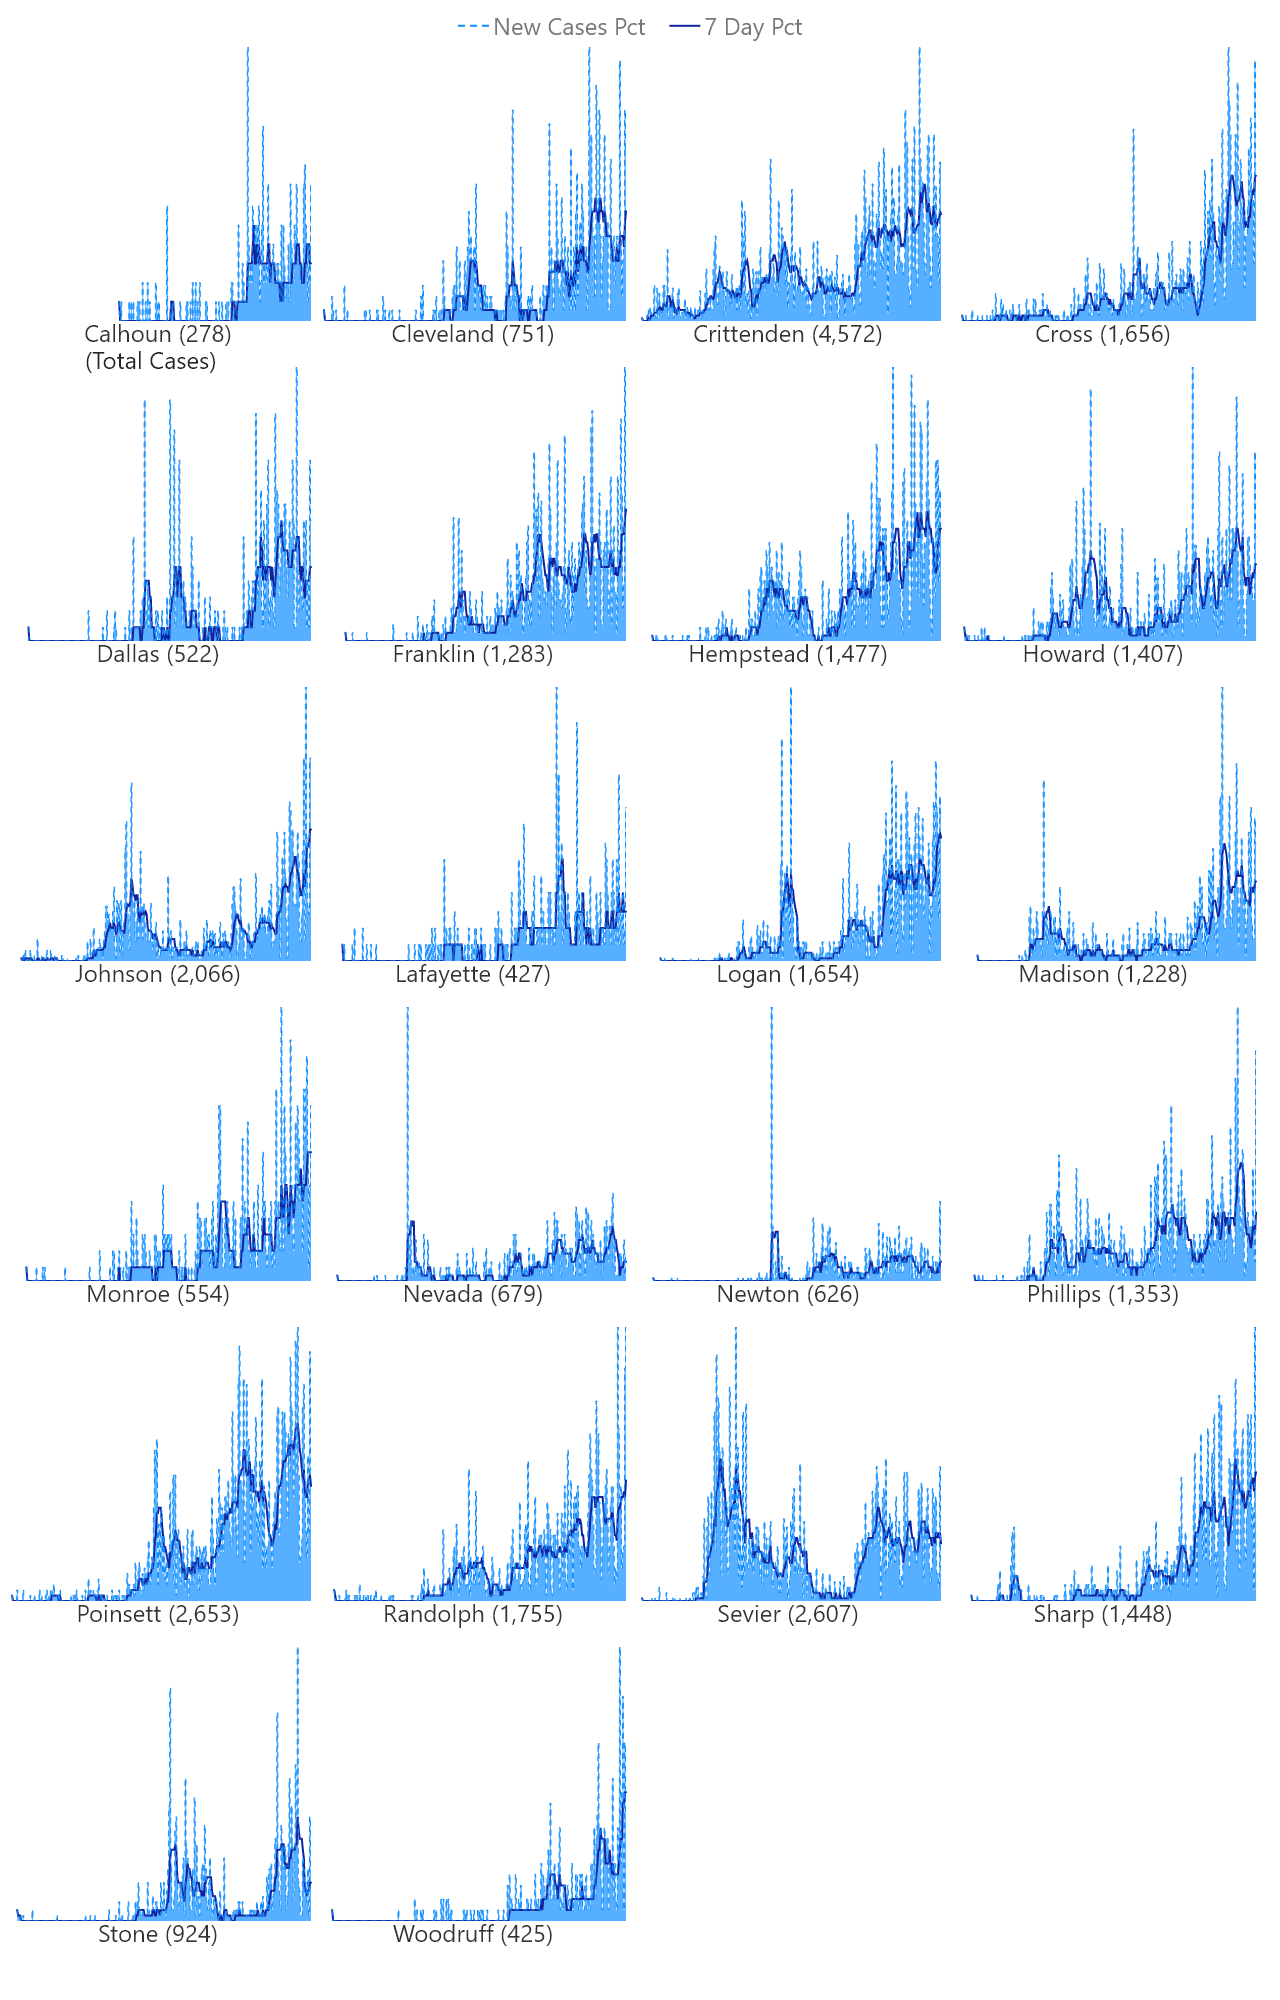 New Cases Pct 7 Day Pct
Calhoun (278)
(Total Cases)
Cleveland (751)
Crittenden (4,572)
Cross (1,656)
Dallas (522)
Franklin (1,283)
Hempstead (1,477)
Howard (1,407)
Johnson (2,066)
Lafayette (427)
Logan (1,654)
Madison (1,228)
Monroe (554)
Nevada (679)
Newton (626)
Phillips (1,353)
Poinsett (2,653)
Randolph (1,755)
Sevier (2,607)
Sharp (1,448)
Stone (924)
Woodruff (425)